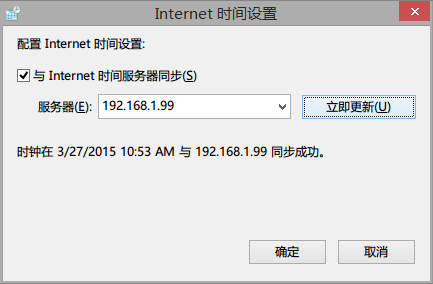 Internet 时间设置
配置 Internet 时间设置:
与 Internet 时间服务器同步(S)
服务器(E): 192.168.1.99 立即更新(U)
时钟在 3/27/2015 10:53 AM 与 192.168.1.99 同步成功。
确定 取消